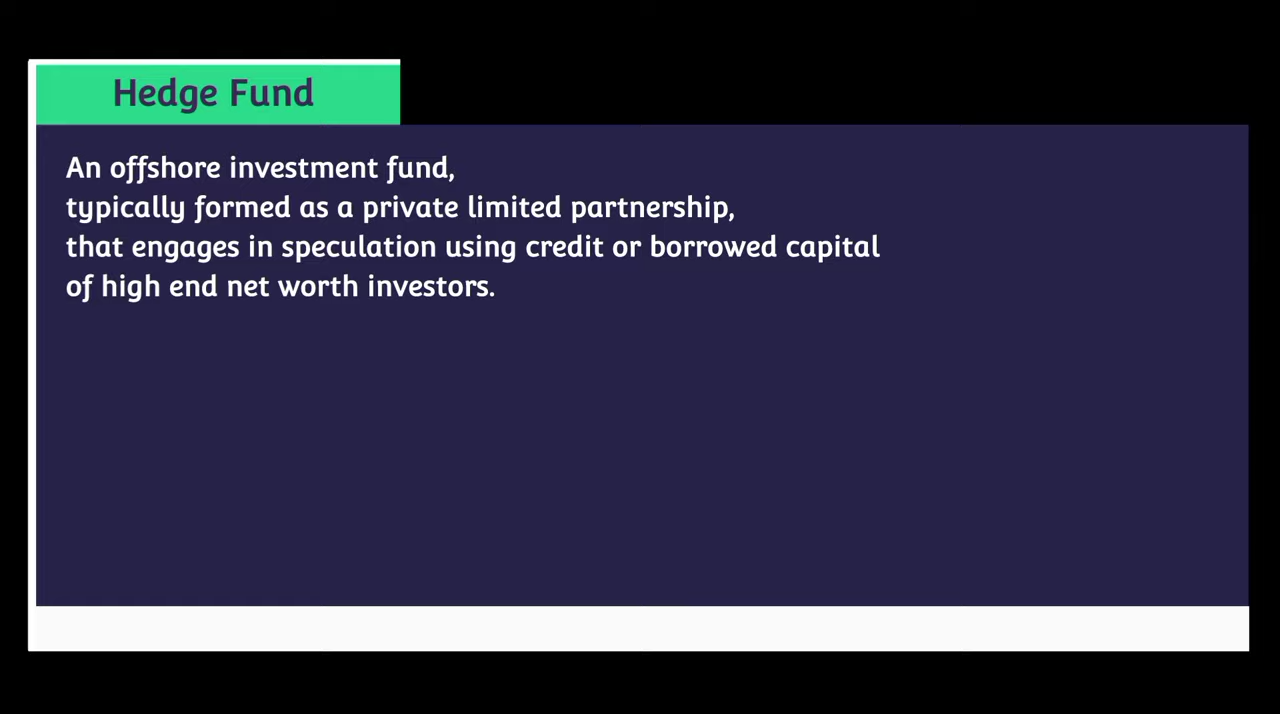 Hedge Fund
An offshore investment fund,
typically formed as a private limited partnership,
that engages in speculation using credit or borrowed capital
of high end net worth investors.